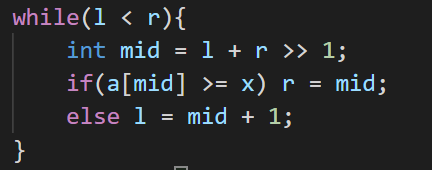 while(l < r){
    int mid = l + r >> 1;
    if(a[mid] >= x) r = mid;
    else l = mid + 1;
}